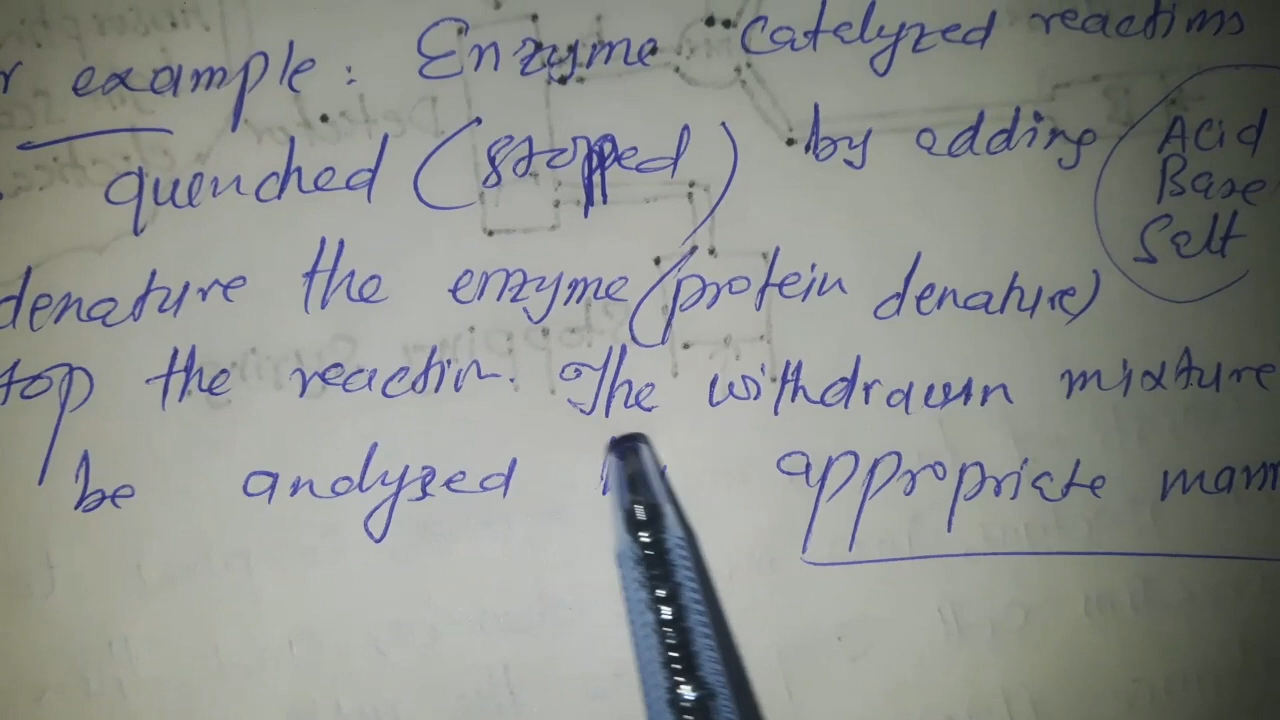 r example: Enzyme catalyzed reactions
quenched (stopped) by adding Acid
Base
Salt
denature the enzyme (protein denature)
top the reaction. The withdrawn mixture
be analyzed appropriate mann